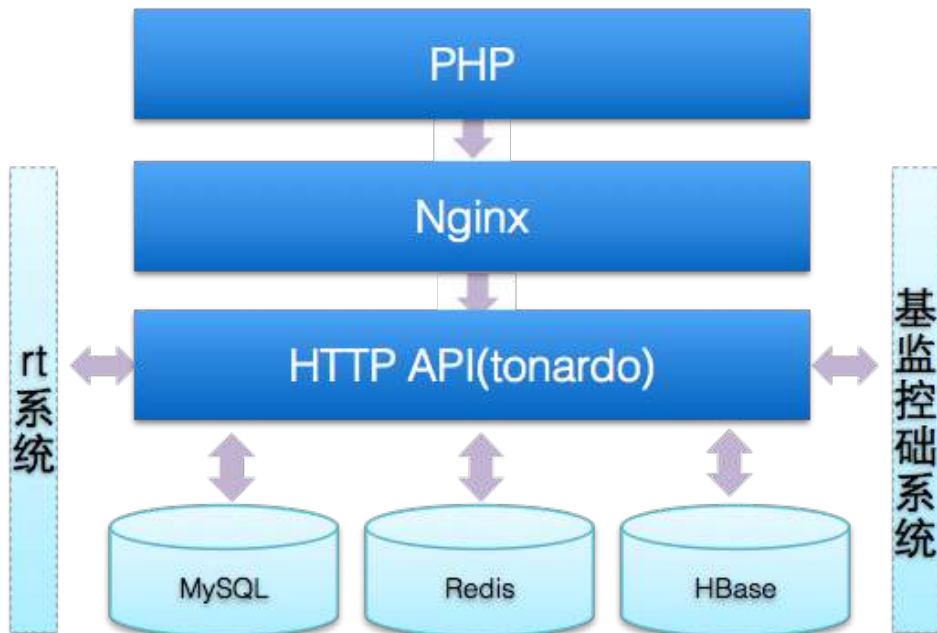 PHP
Nginx
HTTP API(tonardo)
rt
系
统
基
监
控
础
系
统
MySQL
Redis
HBase